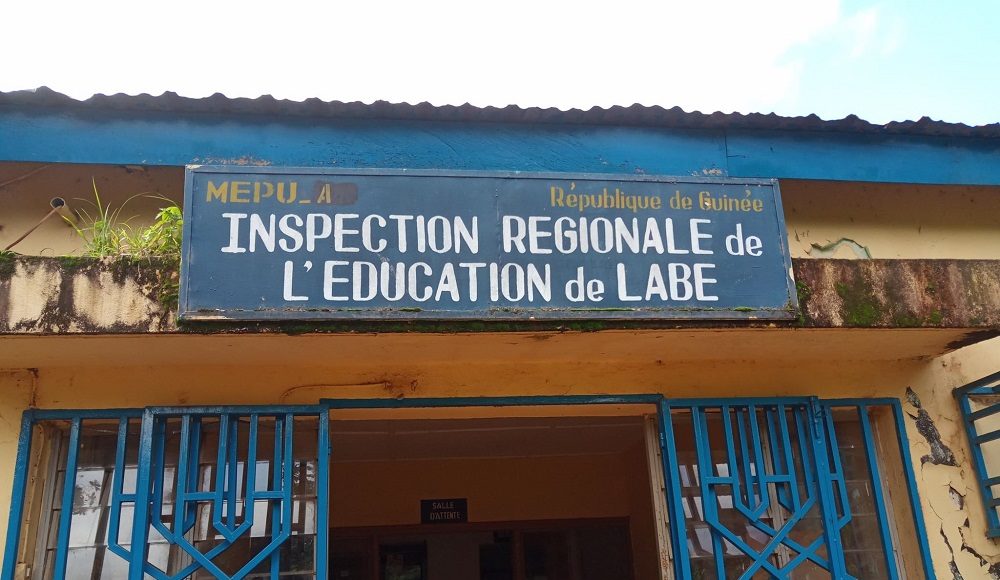 MEPU_A
République de Guinée
INSPECTION REGIONALE de
L'EDUCATION de LABE
SALLE
D'ATTENTE